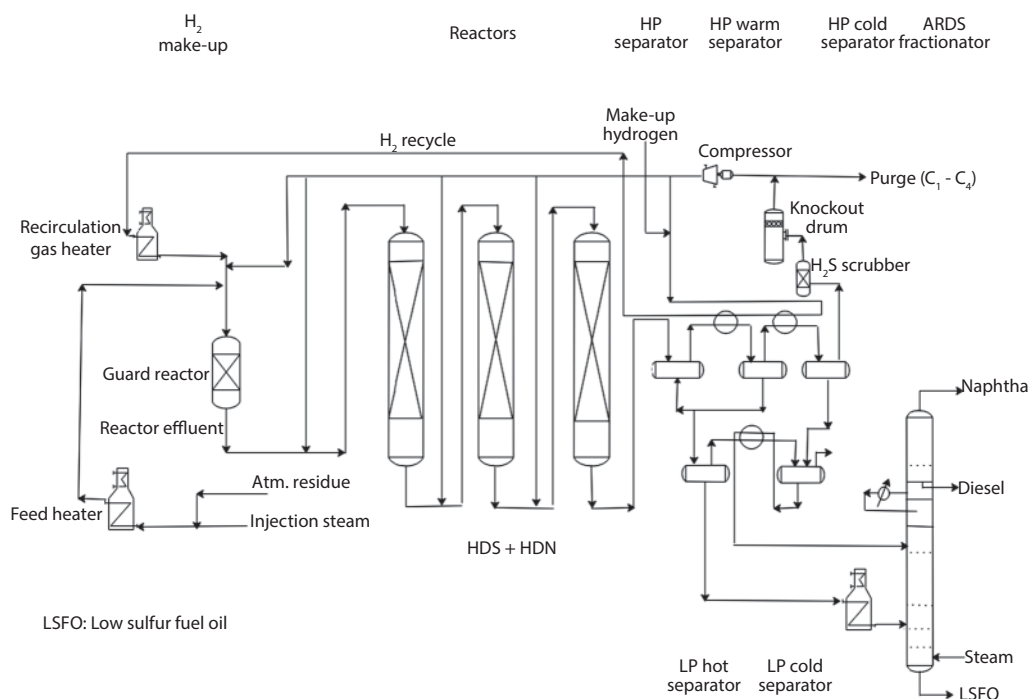 H2
make-up
Reactors
HP
separator
HP warm
separator
HP cold
separator
ARDS
fractionator
Make-up
hydrogen
H2 recycle
Compressor
Purge (C1 - C4)
Recirculation
gas heater
Knockout
drum
H2S scrubber
Guard reactor
Naphtha
Reactor effluent
Atm. residue
Diesel
Feed heater
Injection steam
HDS + HDN
LSFO: Low sulfur fuel oil
Steam
LP hot
separator
LP cold
separator
LSFO